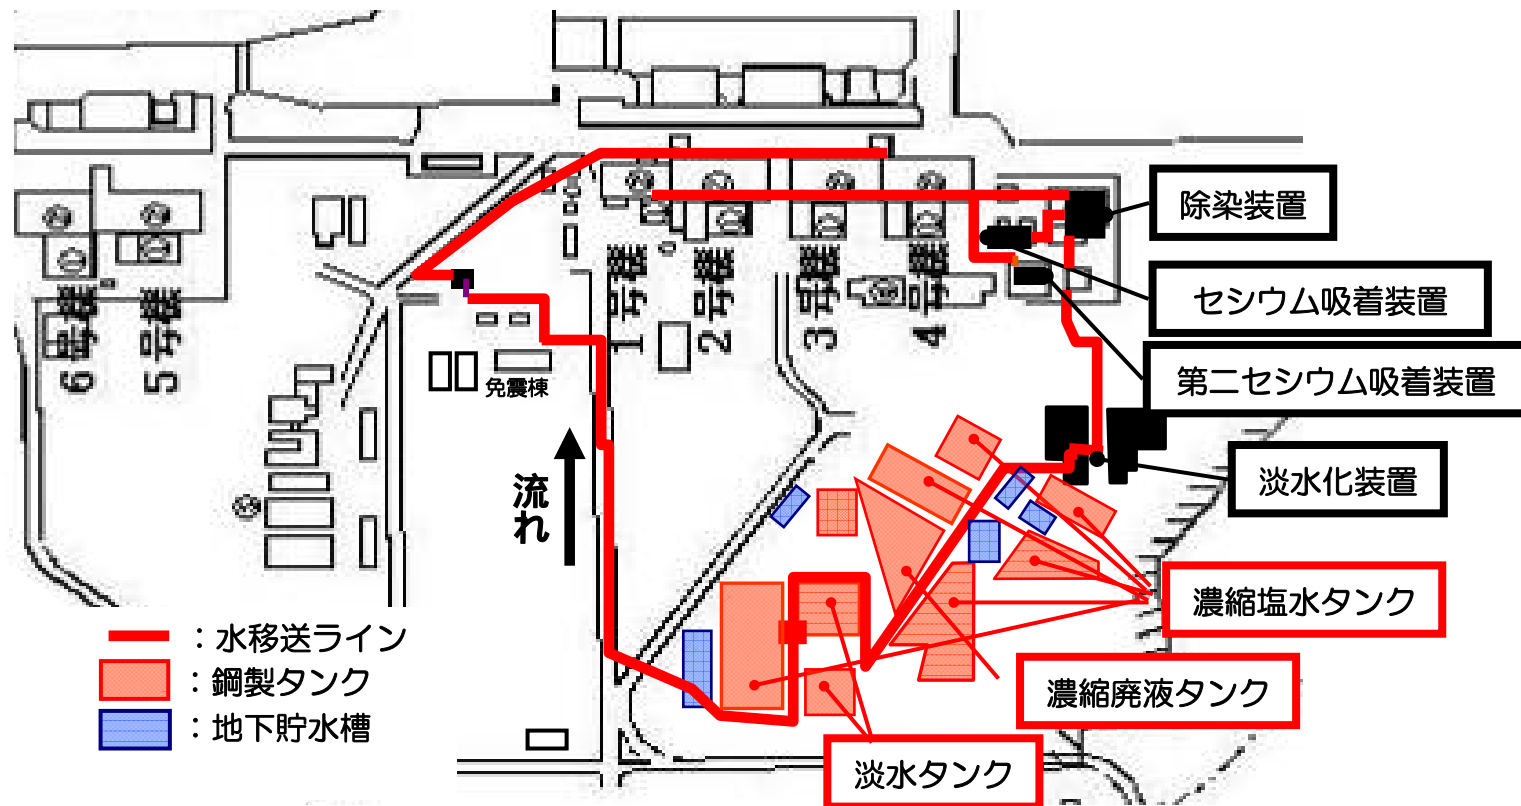 除染装置
セシウム吸着装置
第二セシウム吸着装置
6号機
5号機
1号機
2号機
3号機
4号機
免震棟
流れ
淡水化装置
濃縮塩水タンク
濃縮廃液タンク
淡水タンク
：水移送ライン
：鋼製タンク
：地下貯水槽